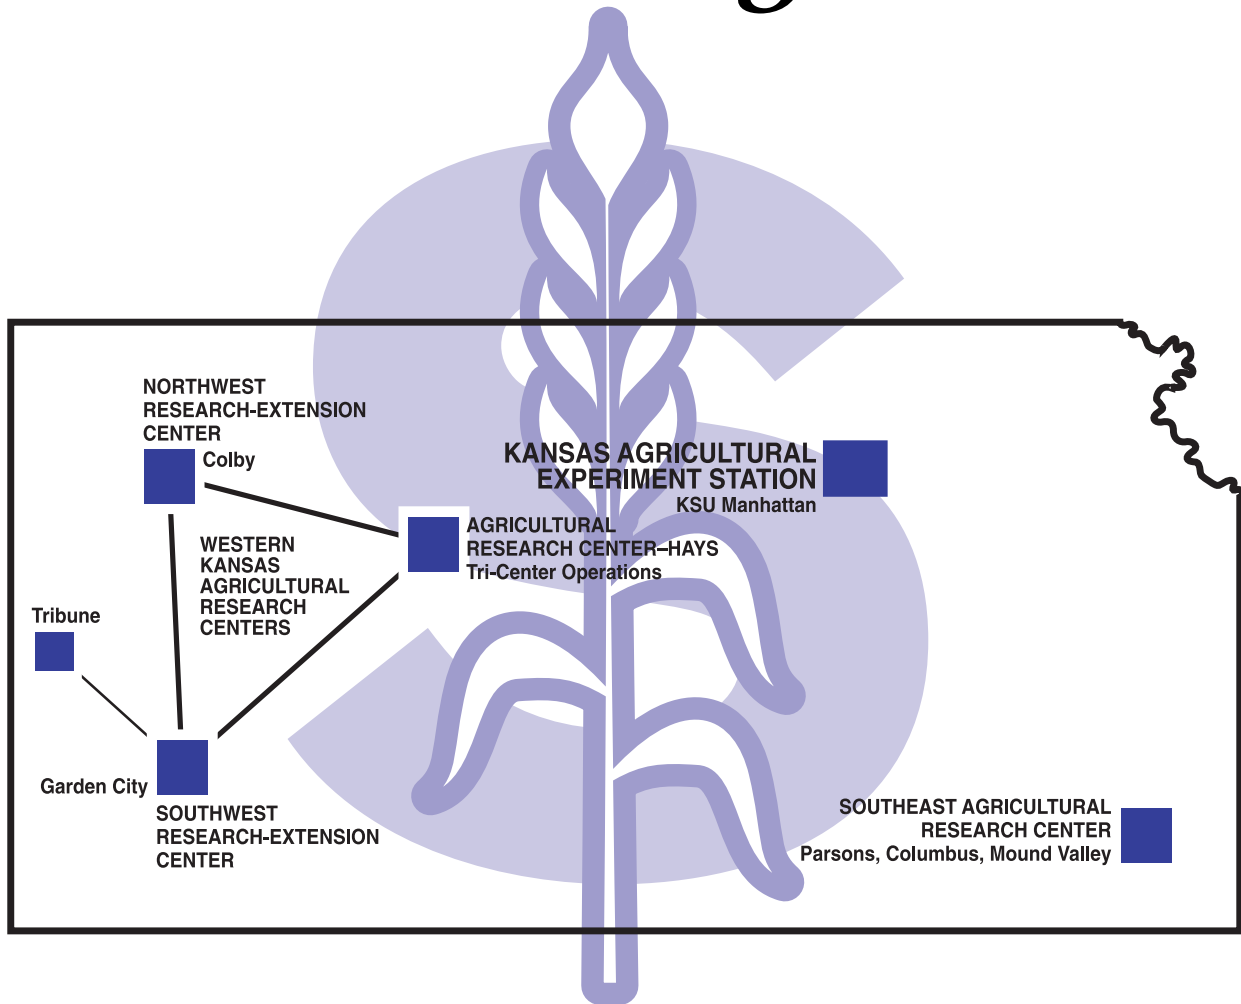 NORTHWEST
RESEARCH-EXTENSION
CENTER
Colby
KANSAS AGRICULTURAL
EXPERIMENT STATION
KSU Manhattan
AGRICULTURAL
RESEARCH CENTER–HAYS
Tri-Center Operations
WESTERN
KANSAS
AGRICULTURAL
RESEARCH
CENTERS
Tribune
Garden City
SOUTHWEST
RESEARCH-EXTENSION
CENTER
SOUTHEAST AGRICULTURAL
RESEARCH CENTER
Parsons, Columbus, Mound Valley